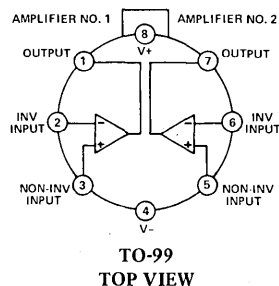 AMPLIFIER NO. 1
AMPLIFIER NO. 2
8
V+
OUTPUT
1
7
OUTPUT
INV
INPUT
2
−
+
−
+
6
INV
INPUT
NON-INV
INPUT
3
5
NON-INV
INPUT
4
V−
TO-99
TOP VIEW